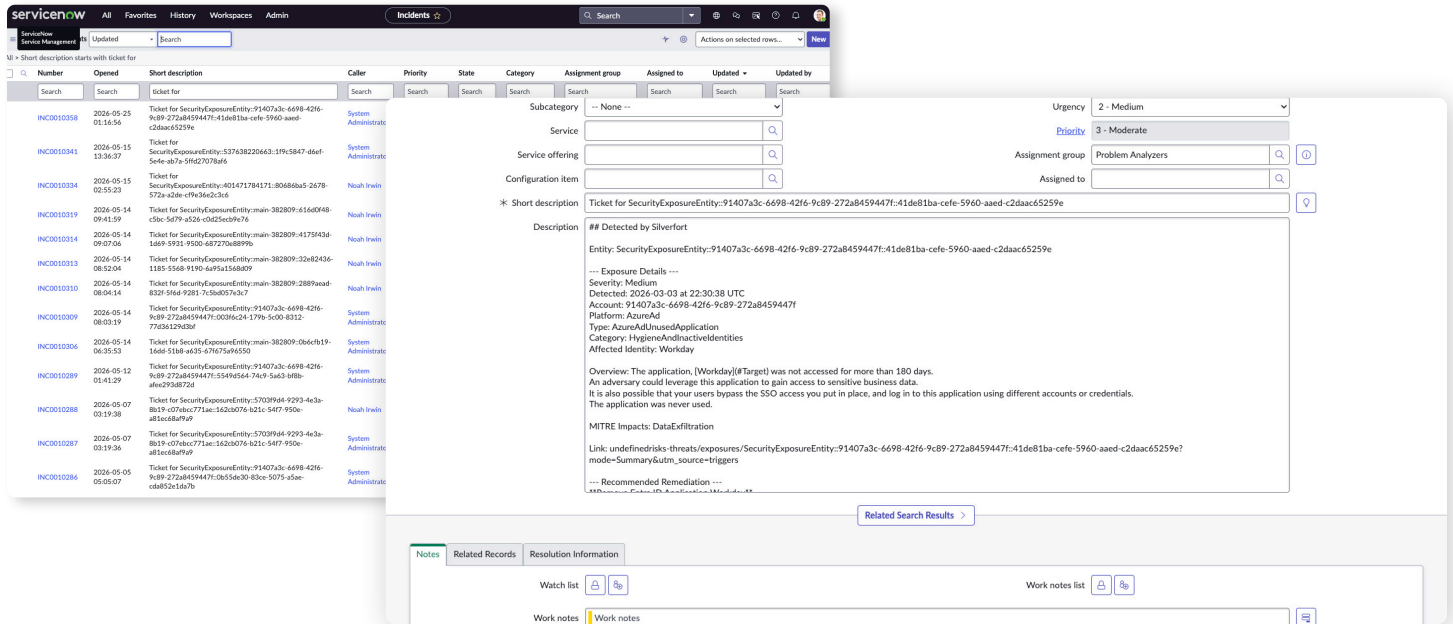 servicenow All Favorites History Workspaces Admin Incidents Search
ServiceNow
Service Management
Updated Search Actions on selected rows... New
All > Short description starts with ticket for
Number Opened Short description Caller Priority State Category Assignment group Assigned to Updated Updated by
Search Search ticket for Search Search Search Search Search Search Search Search
INC0010358 2026-05-25 01:16:56 Ticket for SecurityExposureEntity::91407a3c-6698-42f6-9c89-272a8459447f::41de81ba-cefe-5960-aaed-c2daac65259e System Administrato
INC0010341 2026-05-15 13:36:37 Ticket for SecurityExposureEntity::537638220663::1f9c5847-d6ef-5e4e-ab7a-5ffd27078af6 System Administrato
INC0010334 2026-05-15 02:55:23 Ticket for SecurityExposureEntity::401471784171::80686ba5-2678-572a-a2de-cf9e36e2c3c6 Noah Irwin
INC0010319 2026-05-14 09:41:59 Ticket for SecurityExposureEntity::main-382809::616d0f48-c5bc-5d79-a526-c0d25ecb9e76 Noah Irwin
INC0010314 2026-05-14 09:07:06 Ticket for SecurityExposureEntity::main-382809::4175f43d-1d69-5931-9500-687270e8899b Noah Irwin
INC0010313 2026-05-14 08:52:04 Ticket for SecurityExposureEntity::main-382809::32e82436-1185-5568-9190-6a95a1568d09 Noah Irwin
INC0010310 2026-05-14 08:04:14 Ticket for SecurityExposureEntity::main-382809::2889aead-832f-5f6d-9281-7c5bd057e3c7 Noah Irwin
INC0010309 2026-05-14 08:03:19 Ticket for SecurityExposureEntity::91407a3c-6698-42f6-9c89-272a8459447f::003f6c24-179b-5c00-8312-77d36129d3bf System Administrato
INC0010306 2026-05-14 06:35:53 Ticket for SecurityExposureEntity::main-382809::0b6cfb19-16dd-51b8-a635-67f675a96550 System Administrato
INC0010289 2026-05-12 01:41:29 Ticket for SecurityExposureEntity::91407a3c-6698-42f6-9c89-272a8459447f::5549d564-74c9-5a63-bf8b-afee293d872d System Administrato
INC0010288 2026-05-07 03:19:38 Ticket for SecurityExposureEntity::5703f9d4-9293-4e3a-8b19-c07ebcc771ae::162cb076-b21c-54f7-950e-a81ec68af9a9 Noah Irwin
INC0010287 2026-05-07 03:19:36 Ticket for SecurityExposureEntity::5703f9d4-9293-4e3a-8b19-c07ebcc771ae::162cb076-b21c-54f7-950e-a81ec68af9a9 System Administrato
INC0010286 2026-05-05 05:05:07 Ticket for SecurityExposureEntity::91407a3c-6698-42f6-9c89-272a8459447f::0b55de30-83ce-5075-a5ae-cda852e1da7b System Administrato
Subcategory -- None -- Urgency 2 - Medium
Service Priority 3 - Moderate
Service offering Assignment group Problem Analyzers
Configuration item Assigned to
Short description Ticket for SecurityExposureEntity::91407a3c-6698-42f6-9c89-272a8459447f::41de81ba-cefe-5960-aaed-c2daac65259e
Description ## Detected by Silverfort
Entity: SecurityExposureEntity::91407a3c-6698-42f6-9c89-272a8459447f::41de81ba-cefe-5960-aaed-c2daac65259e
--- Exposure Details ---
Severity: Medium
Detected: 2026-03-03 at 22:30:38 UTC
Account: 91407a3c-6698-42f6-9c89-272a8459447f
Platform: AzureAd
Type: AzureAdUnusedApplication
Category: HygieneAndInactiveIdentities
Affected Identity: Workday
Overview: The application, [Workday](#Target) was not accessed for more than 180 days.
An adversary could leverage this application to gain access to sensitive business data.
It is also possible that your users bypass the SSO access you put in place, and log in to this application using different accounts or credentials.
The application was never used.
MITRE Impacts: DataExfiltration
Link: undefinedrisks-threats/exposures/SecurityExposureEntity::91407a3c-6698-42f6-9c89-272a8459447f::41de81ba-cefe-5960-aaed-c2daac65259e?
mode=Summary&utm_source=triggers
--- Recommended Remediation ---
Related Search Results >
Notes Related Records Resolution Information
Watch list Work notes list
Work notes Work notes